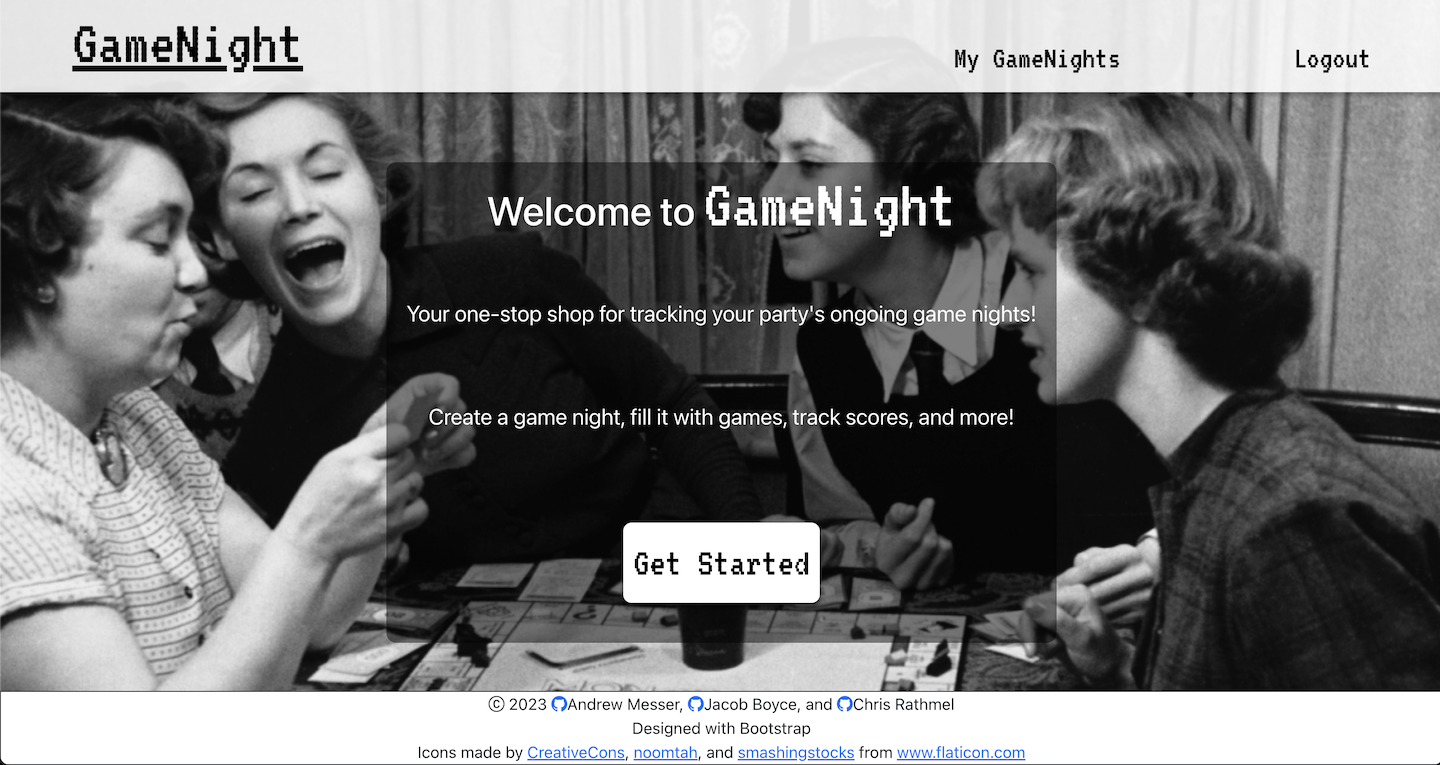 GameNight
My GameNights
Logout
Welcome to GameNight
Your one-stop shop for tracking your party's ongoing game nights!
Create a game night, fill it with games, track scores, and more!
Get Started
© 2023 Andrew Messer, Jacob Boyce, and Chris Rathmel
Designed with Bootstrap
Icons made by CreativeCons, noomtah, and smashingstocks from www.flaticon.com